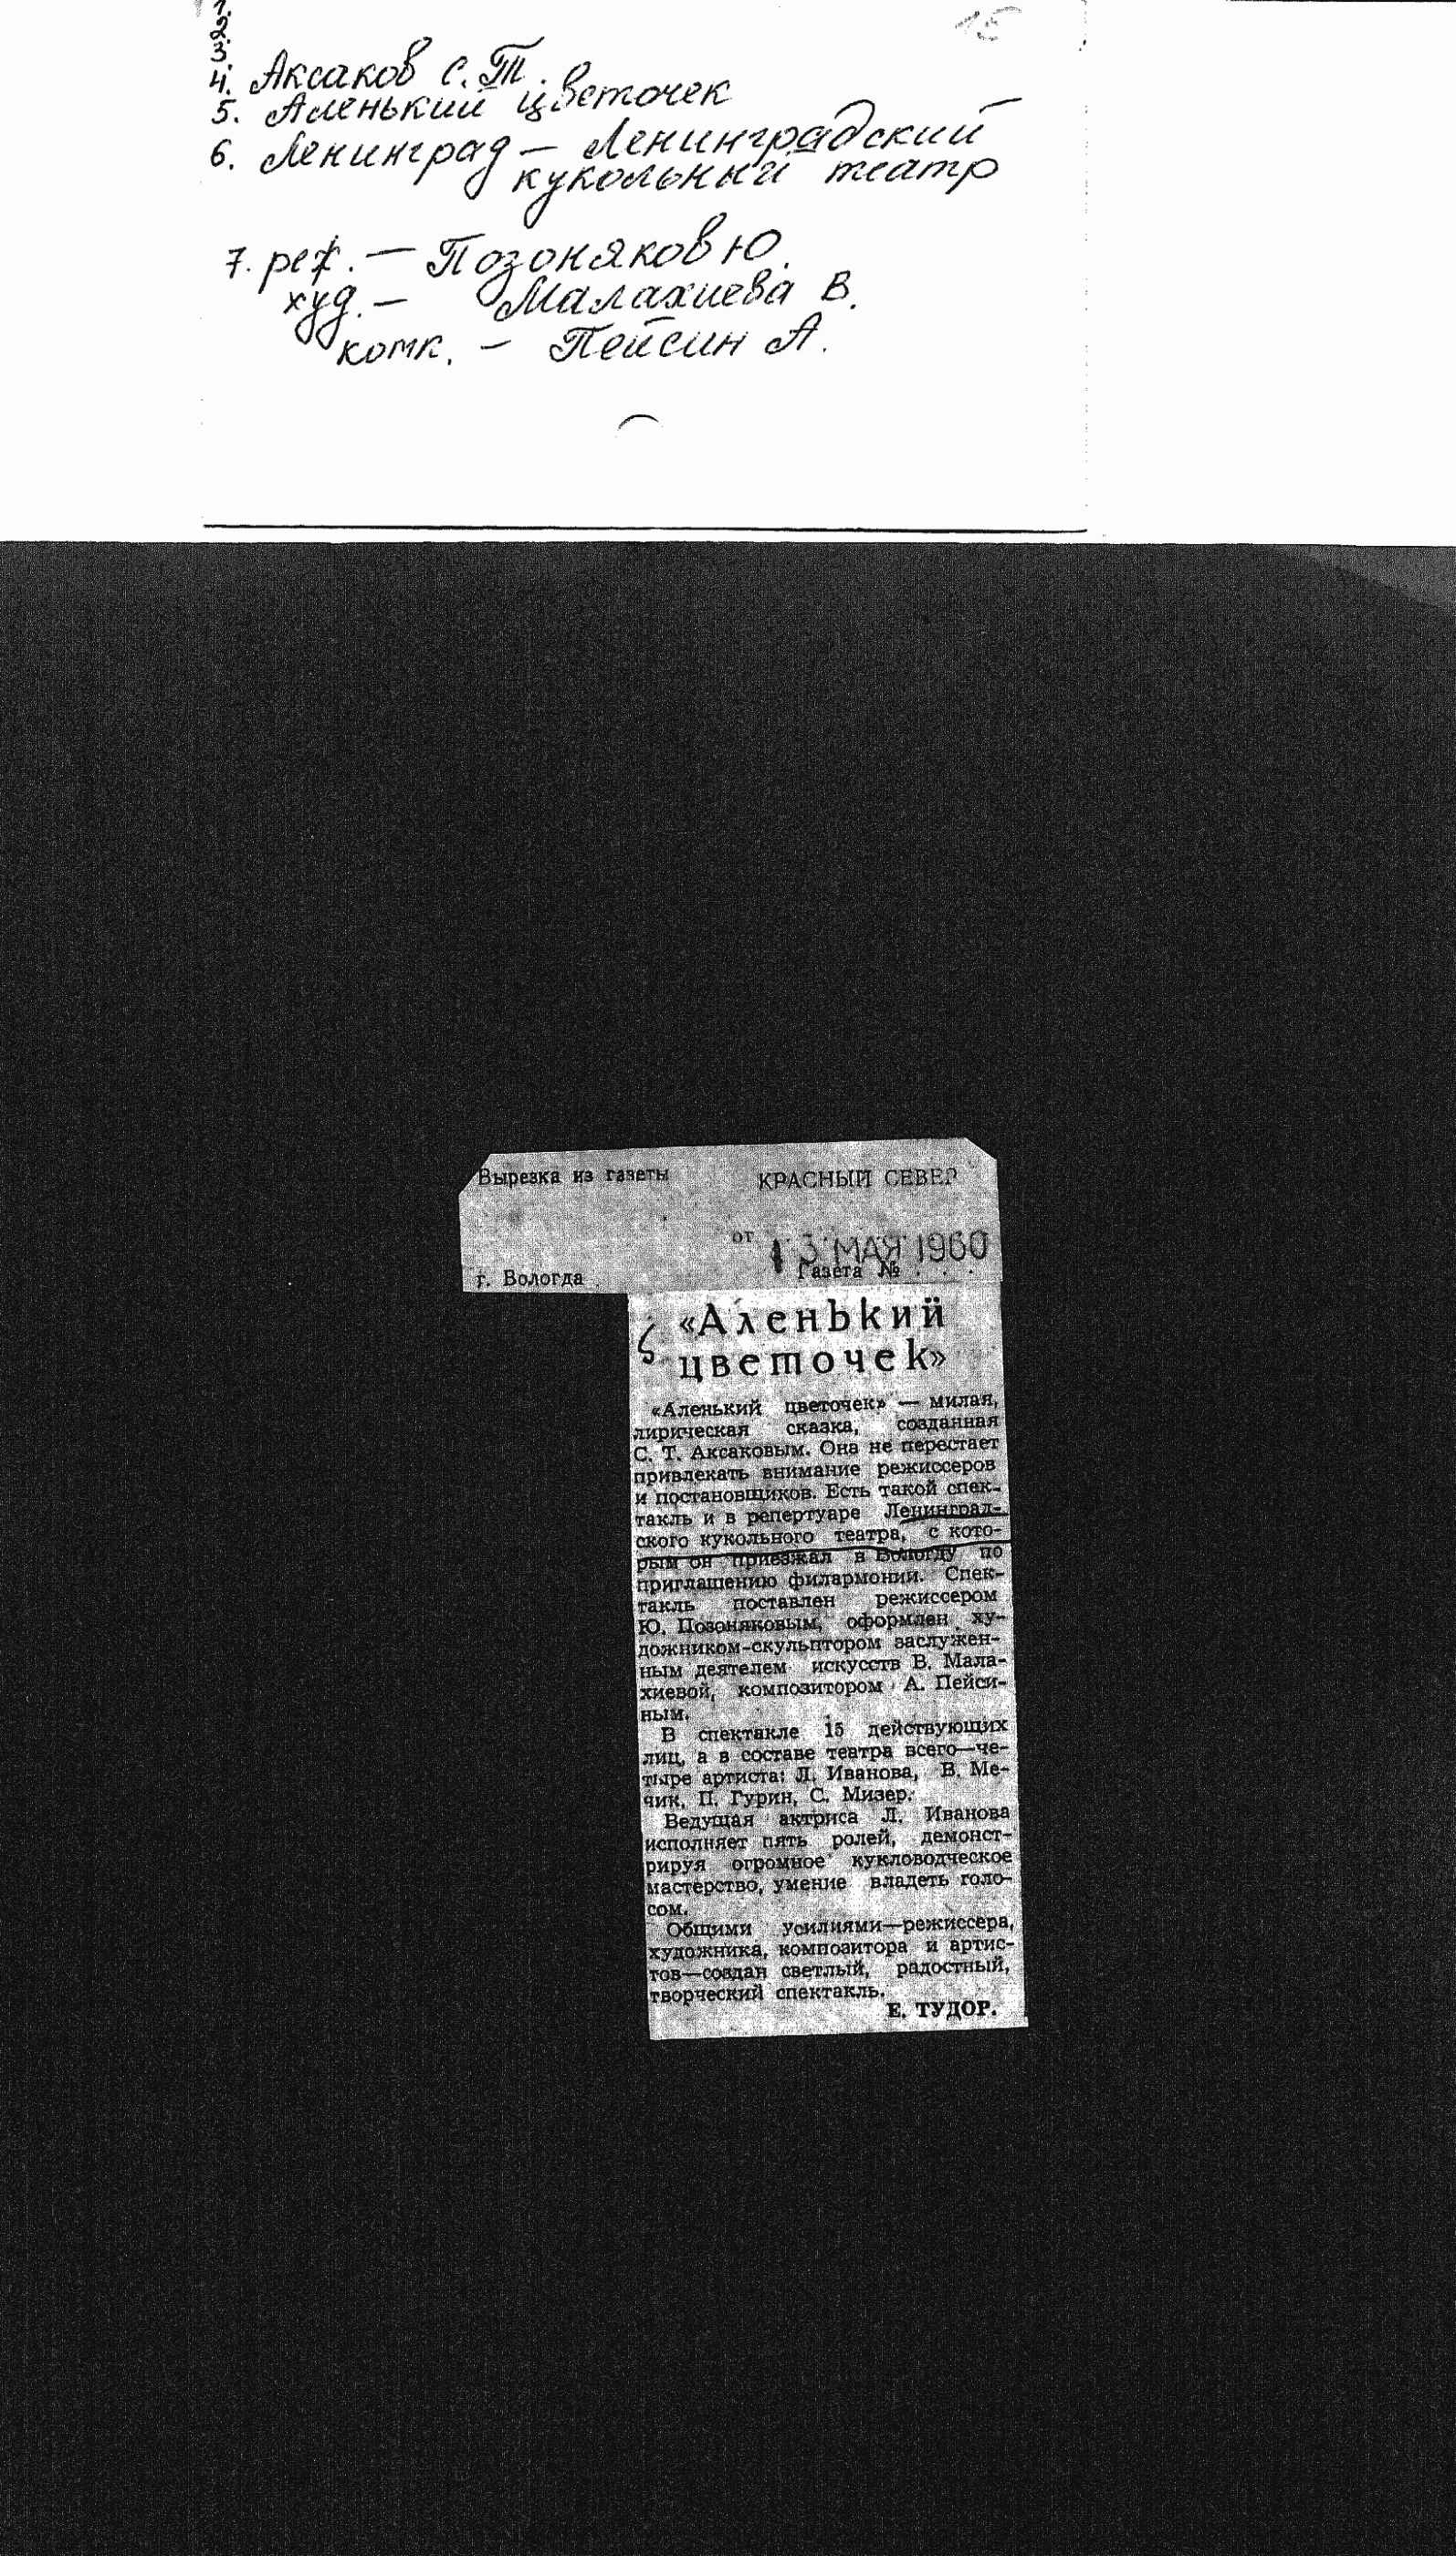 15
2.
3.
4. Аксаков С.Т.
5. Аленький цветочек
6. Ленинград — Ленинградский
кукольный театр
7. реж. — Позоняков Ю.
худ. — Малахиева В.
комп. — Пейсин А.
Вырезка из газеты
КРАСНЫЙ СЕВЕР
от 13 МАЯ 1960
г. Вологда
Газета № . . .
«Аленький
цветочек»
«Аленький цветочек» — милая,
лирическая сказка, созданная
С. Т. Аксаковым. Она не перестает
привлекать внимание режиссеров
и постановщиков. Есть такой спек-
такль и в репертуаре Ленинград-
ского кукольного театра, с кото-
рым он приезжал в Вологду по
приглашению филармонии. Спек-
такль поставлен режиссером
Ю. Позоняковым, оформлен ху-
дожником-скульптором заслужен-
ным деятелем искусств В. Мала-
хиевой, композитором А. Пейси-
ным.
В спектакле 15 действующих
лиц, а в составе театра всего—че-
тыре артиста: Л. Иванова, В. Ме-
чик, П. Гурин, С. Мизер.
Ведущая актриса Л. Иванова
исполняет пять ролей, демонст-
рируя огромное кукловодческое
мастерство, умение владеть голо-
сом.
Общими усилиями—режиссера,
художника, композитора и артис-
тов—создан светлый, радостный,
творческий спектакль.
Е. ТУДОР.